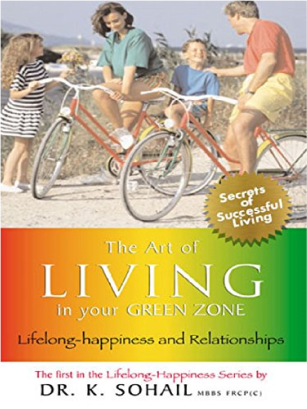 Secrets
of
Successful
Living
The Art of
LIVING
in your GREEN ZONE
Lifelong-happiness and Relationships
The first in the Lifelong-Happiness Series by
DR. K. SOHAIL MBBS FRCP(C)